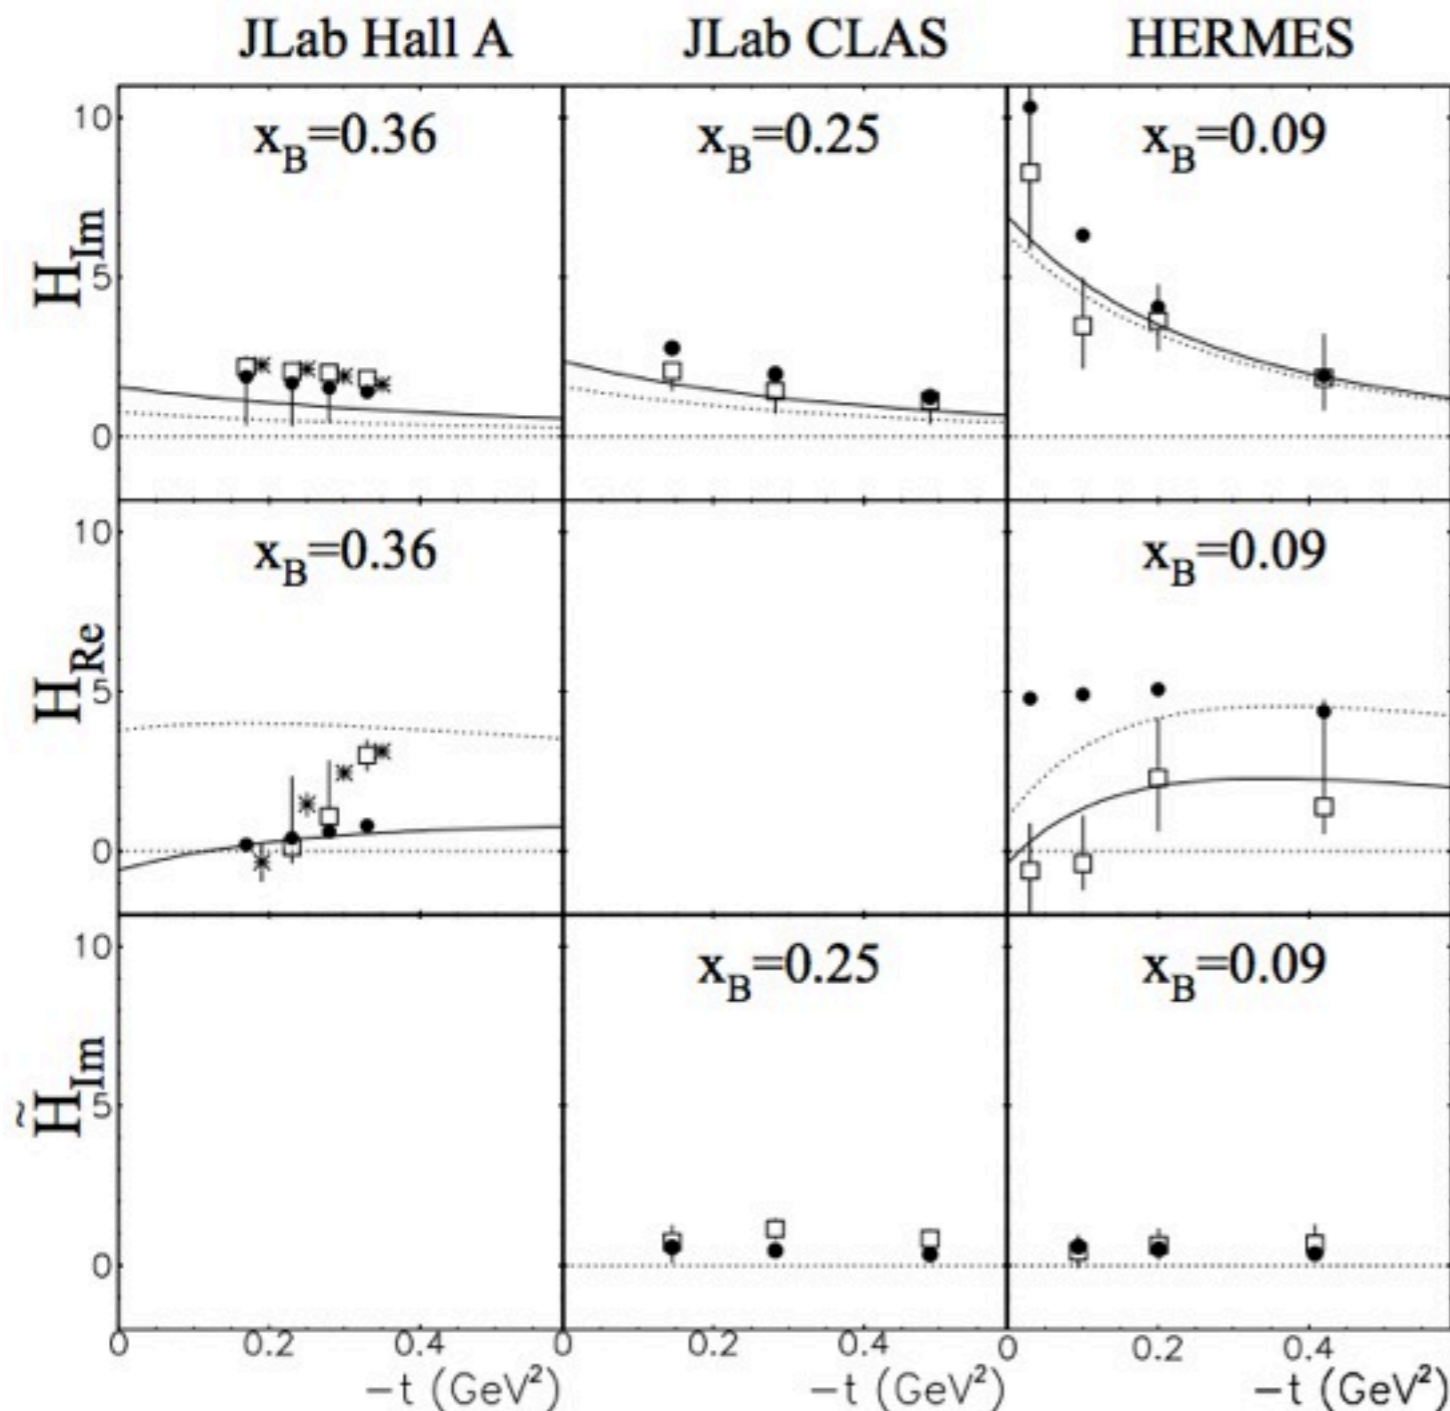 JLab Hall A JLab CLAS HERMES
10 x_B=0.36 x_B=0.25 x_B=0.09
H_Im
5
0
10 x_B=0.36 x_B=0.09
H_Re
5
0
10 x_B=0.25 x_B=0.09
H̃_Im
5
0
0 0.2 0.4 0 0.2 0.4 0 0.2 0.4
−t (GeV²) −t (GeV²) −t (GeV²)